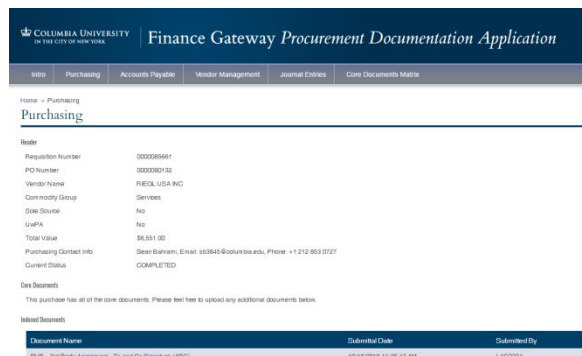 COLUMBIA UNIVERSITY
IN THE CITY OF NEW YORK
Finance Gateway Procurement Documentation Application
Intro Purchasing Accounts Payable Vendor Management Journal Entries Core Documents Matrix
Home » Purchasing
Purchasing
Header
Requisition Number 0000085661
PO Number 0000080132
Vendor Name RIEGL USA INC
Commodity Group Services
Sole Source No
UwPA No
Total Value $6,551.00
Purchasing Contact Info Sean Bahrami, Email: sb3845@columbia.edu, Phone: +1 212 853 0727
Current Status COMPLETED
Core Documents
This purchase has all of the core documents. Please feel free to upload any additional documents below.
Indexed Documents
Document Name Submittal Date Submitted By